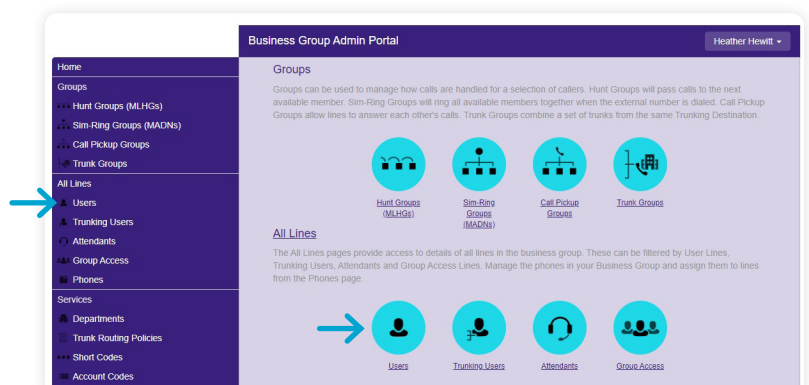 Business Group Admin Portal
Heather Hewitt
Home
Groups
Hunt Groups (MLHGs)
Sim-Ring Groups (MADNs)
Call Pickup Groups
Trunk Groups
All Lines
Users
Trunking Users
Attendants
Group Access
Phones
Services
Departments
Trunk Routing Policies
Short Codes
Account Codes
Groups
Groups can be used to manage how calls are handled for a selection of callers. Hunt Groups will pass calls to the next
available member. Sim-Ring Groups will ring all available members together when the external number is dialed. Call Pickup
Groups allow lines to answer each other's calls. Trunk Groups combine a set of trunks from the same Trunking Destination.
Hunt Groups
(MLHGs)
Sim-Ring
Groups
(MADNs)
Call Pickup
Groups
Trunk Groups
All Lines
The All Lines pages provide access to details of all lines in the business group. These can be filtered by User Lines,
Trunking Users, Attendants and Group Access Lines. Manage the phones in your Business Group and assign them to lines
from the Phones page.
Users
Trunking Users
Attendants
Group Access